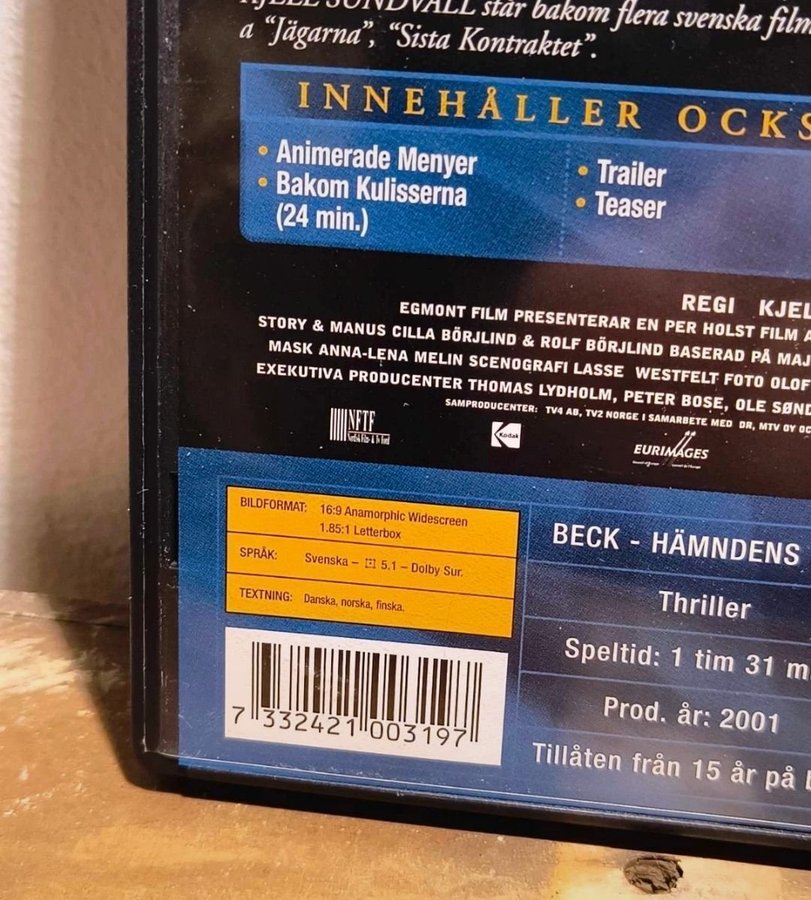 KJELL SUNDVALL står bakom flera svenska film
a "Jägarna", "Sista Kontraktet".
INNEHÅLLER OCKS
• Animerade Menyer
• Bakom Kulisserna
(24 min.)
• Trailer
• Teaser
REGI KJEL
EGMONT FILM PRESENTERAR EN PER HOLST FILM A
STORY & MANUS CILLA BÖRJLIND & ROLF BÖRJLIND BASERAD PÅ MAJ
MASK ANNA-LENA MELIN SCENOGRAFI LASSE WESTFELT FOTO OLOF
EXEKUTIVA PRODUCENTER THOMAS LYDHOLM, PETER BOSE, OLE SØND
SAMPRODUCENTER: TV4 AB, TV2 NORGE I SAMARBETE MED DR, MTV OY OC
NFTF
Kodak
EURIMAGES
BILDFORMAT: 16:9 Anamorphic Widescreen
1.85:1 Letterbox
SPRÅK: Svenska – 5.1 – Dolby Sur.
TEXTNING: Danska, norska, finska.
7 332421 003197
BECK - HÄMNDENS
Thriller
Speltid: 1 tim 31 m
Prod. år: 2001
Tillåten från 15 år på